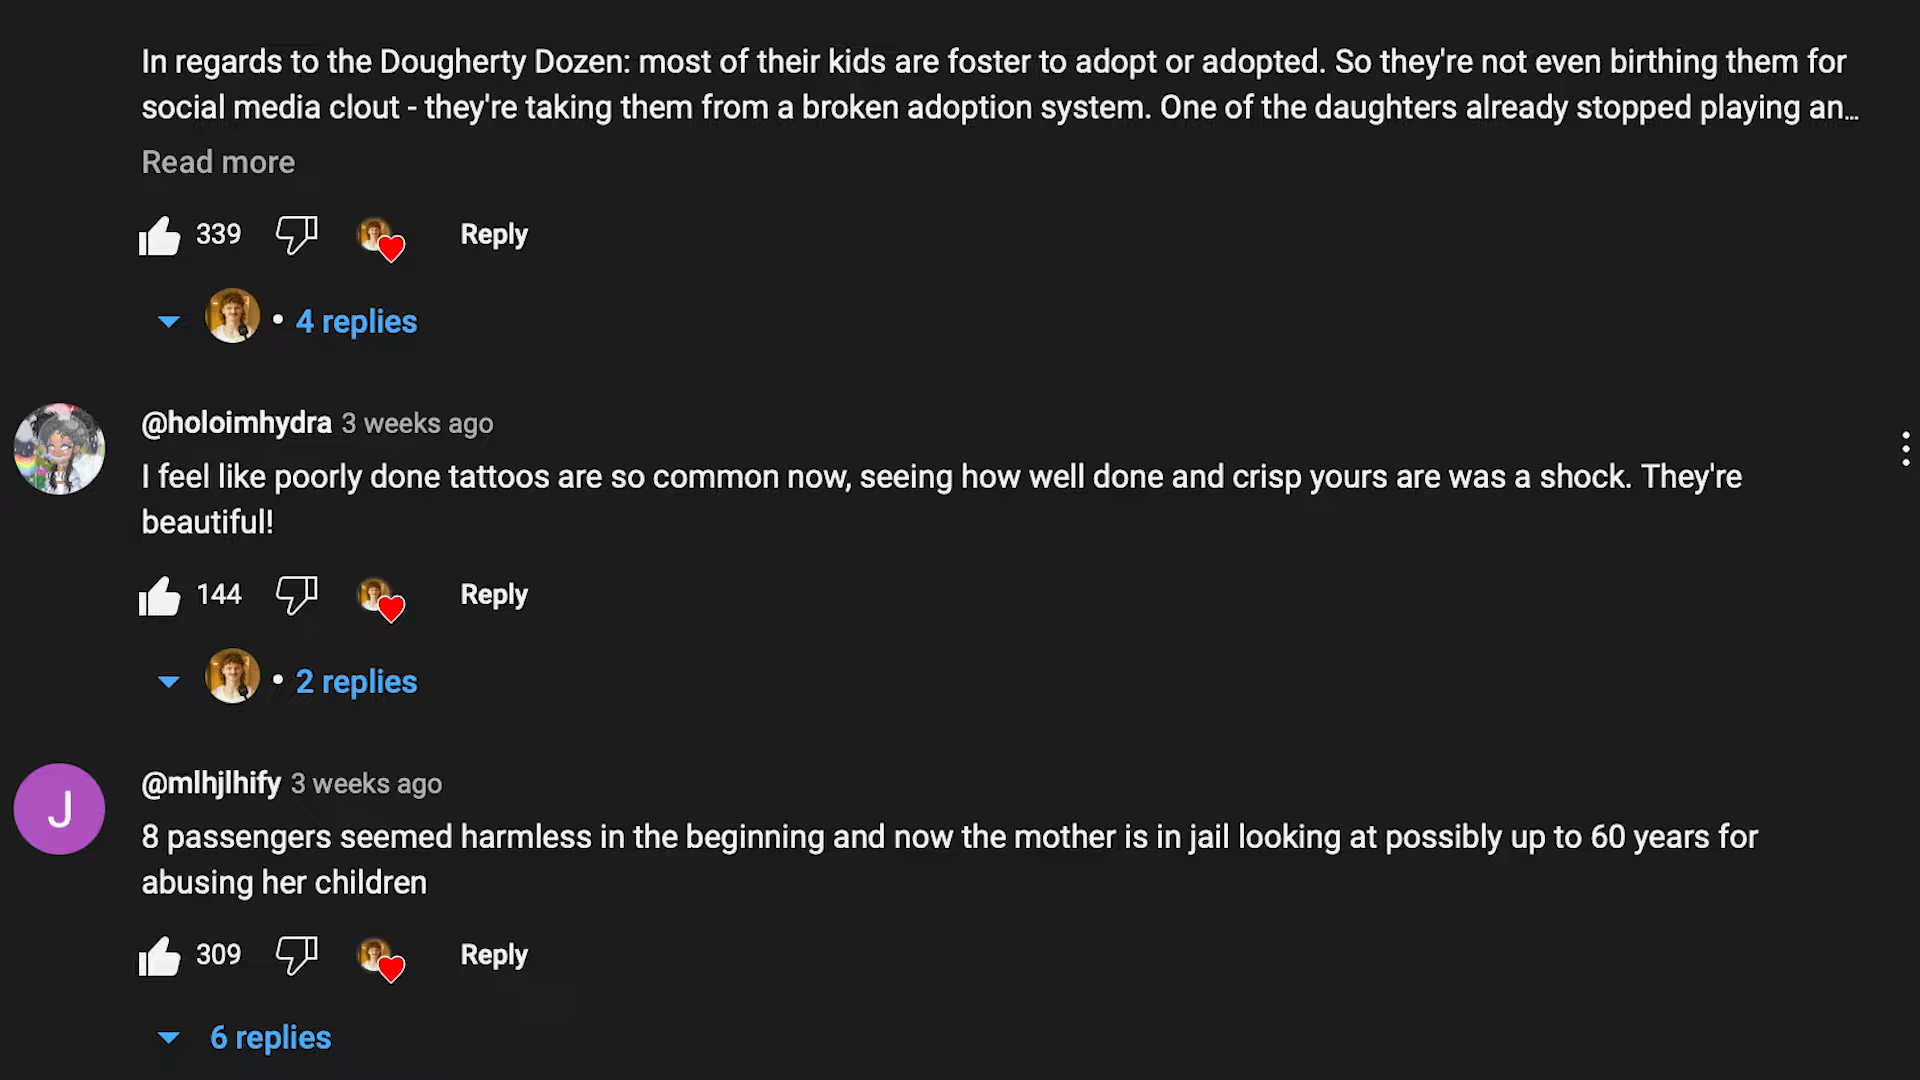 In regards to the Dougherty Dozen: most of their kids are foster to adopt or adopted. So they're not even birthing them for
social media clout - they're taking them from a broken adoption system. One of the daughters already stopped playing an...
Read more
339 Reply
• 4 replies
@holoimhydra 3 weeks ago
I feel like poorly done tattoos are so common now, seeing how well done and crisp yours are was a shock. They're
beautiful!
144 Reply
• 2 replies
J
@mlhjlhify 3 weeks ago
8 passengers seemed harmless in the beginning and now the mother is in jail looking at possibly up to 60 years for
abusing her children
309 Reply
6 replies